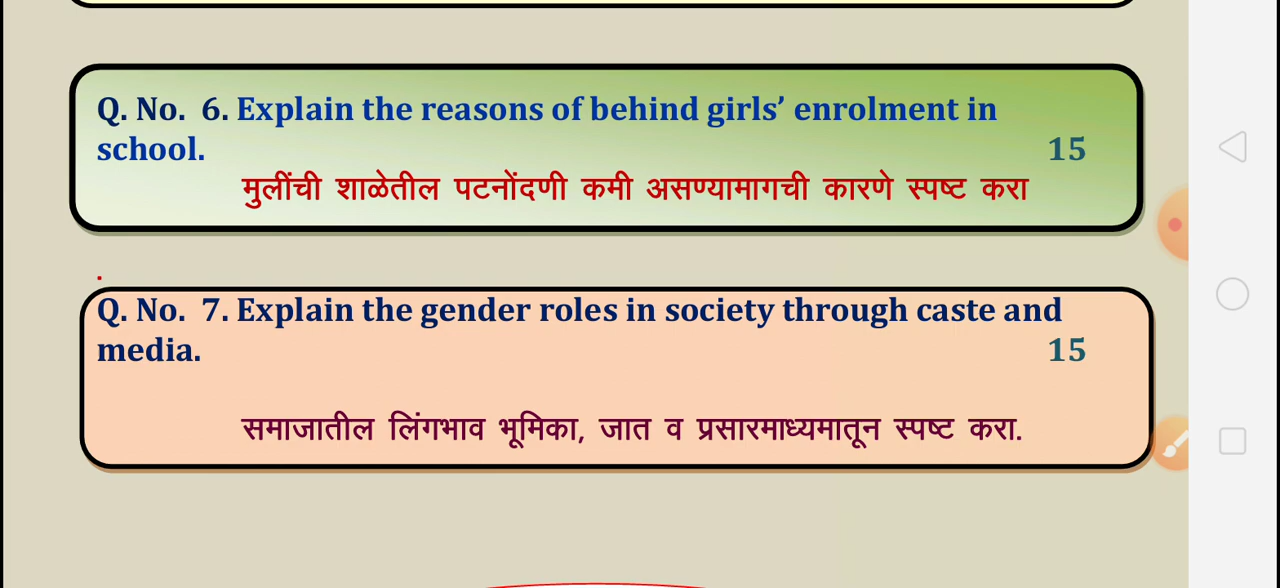 Q. No. 6. Explain the reasons of behind girls’ enrolment in
school. 15
मुलींची शाळेतील पटनोंदणी कमी असण्यामागची कारणे स्पष्ट करा
.
Q. No. 7. Explain the gender roles in society through caste and
media. 15
समाजातील लिंगभाव भूमिका, जात व प्रसारमाध्यमातून स्पष्ट करा.